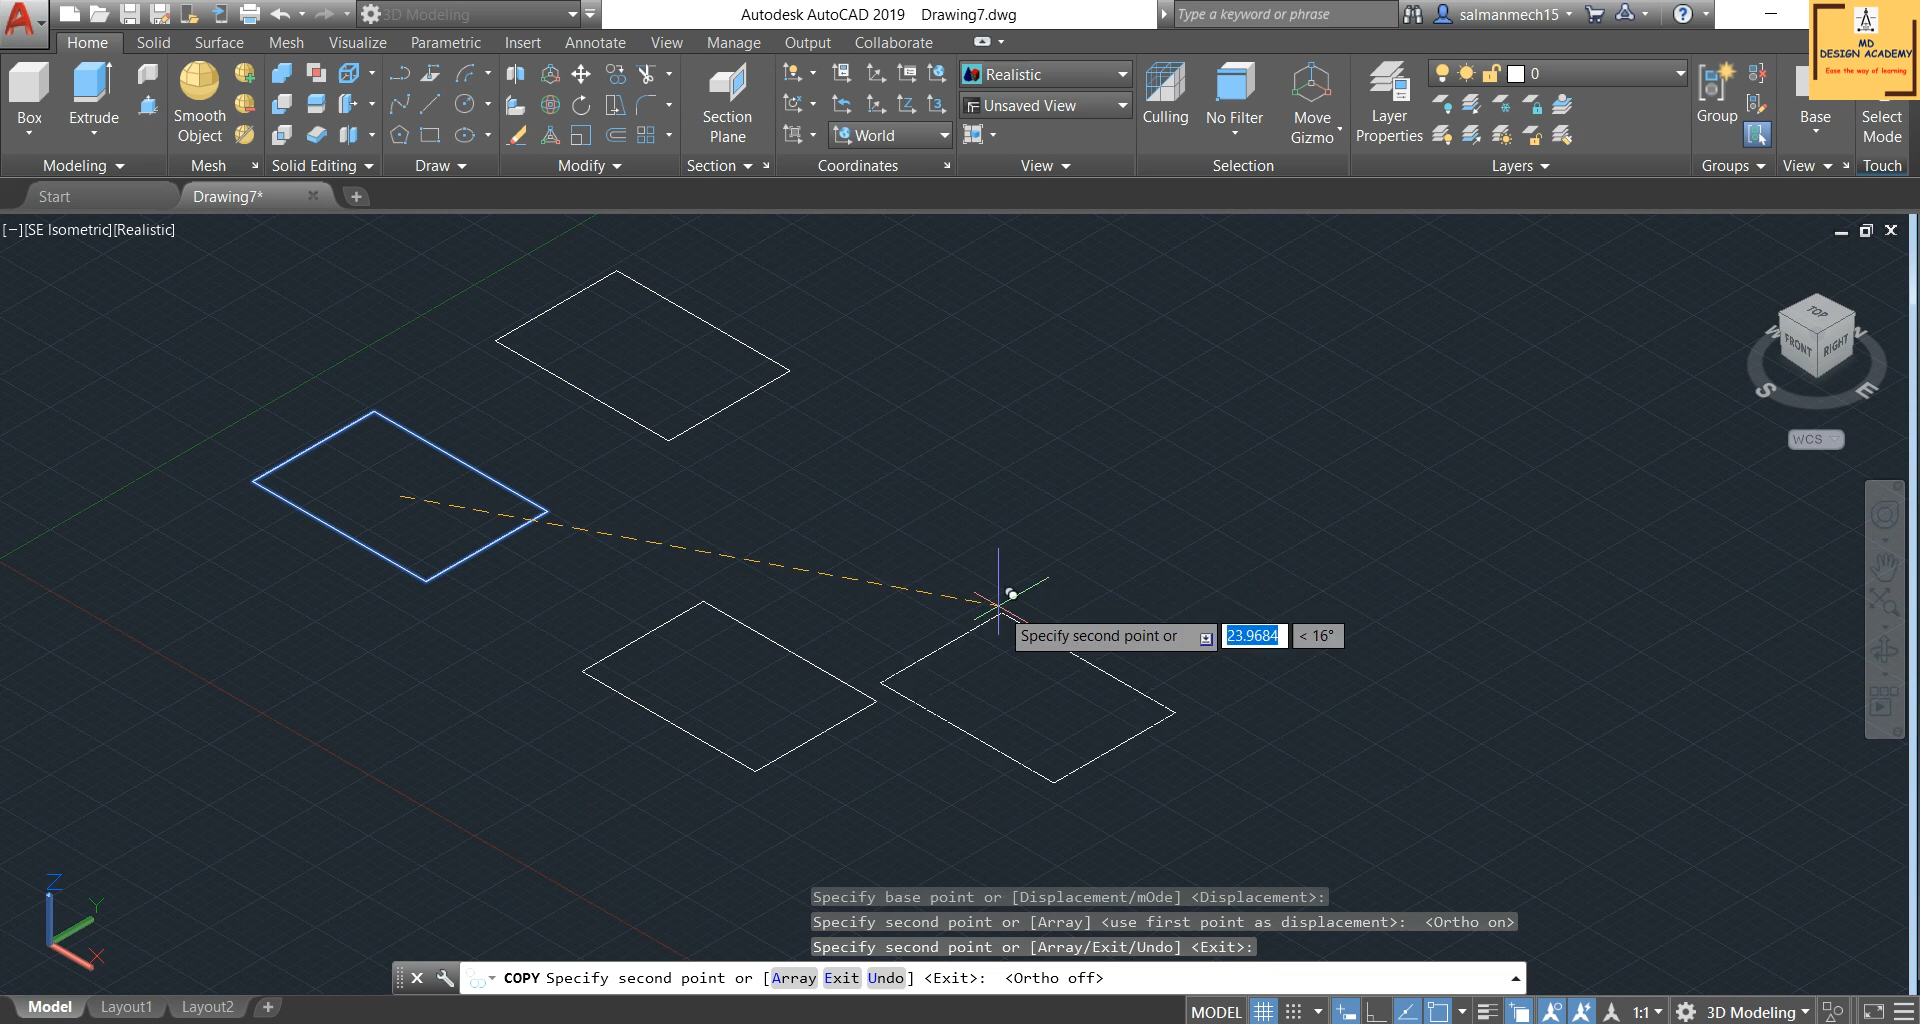 3D Modeling
Autodesk AutoCAD 2019 Drawing7.dwg
Type a keyword or phrase
salmanmech15
MD
DESIGN ACADEMY
Ease the way of learning
Home Solid Surface Mesh Visualize Parametric Insert Annotate View Manage Output Collaborate
Box
Extrude
Smooth
Object
Section
Plane
Realistic
Unsaved View
World
Culling
No Filter
Move
Gizmo
Layer
Properties
0
Group
Base
Select
Mode
Modeling Mesh Solid Editing Draw Modify Section Coordinates View Selection Layers Groups View Touch
Start Drawing7*
[−][SE Isometric][Realistic]
TOP
FRONT RIGHT
W N
S E
WCS
Specify second point or 23.9684 < 16°
Z
Y
X
Specify base point or [Displacement/mOde] <Displacement>:
Specify second point or [Array] <use first point as displacement>: <Ortho on>
Specify second point or [Array/Exit/Undo] <Exit>:
COPY Specify second point or [Array Exit Undo] <Exit>: <Ortho off>
Model Layout1 Layout2
MODEL 1:1 3D Modeling